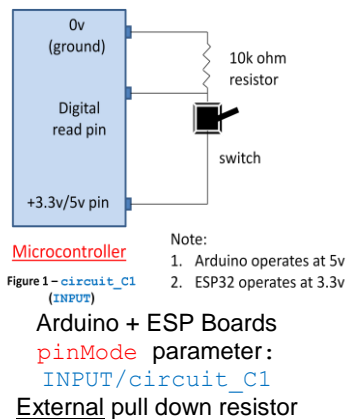 0v
(ground)
10k ohm
resistor
Digital
read pin
switch
+3.3v/5v pin
Microcontroller
Figure 1 – circuit_C1
(INPUT)
Note:
1. Arduino operates at 5v
2. ESP32 operates at 3.3v
Arduino + ESP Boards
pinMode parameter:
INPUT/circuit_C1
External pull down resistor